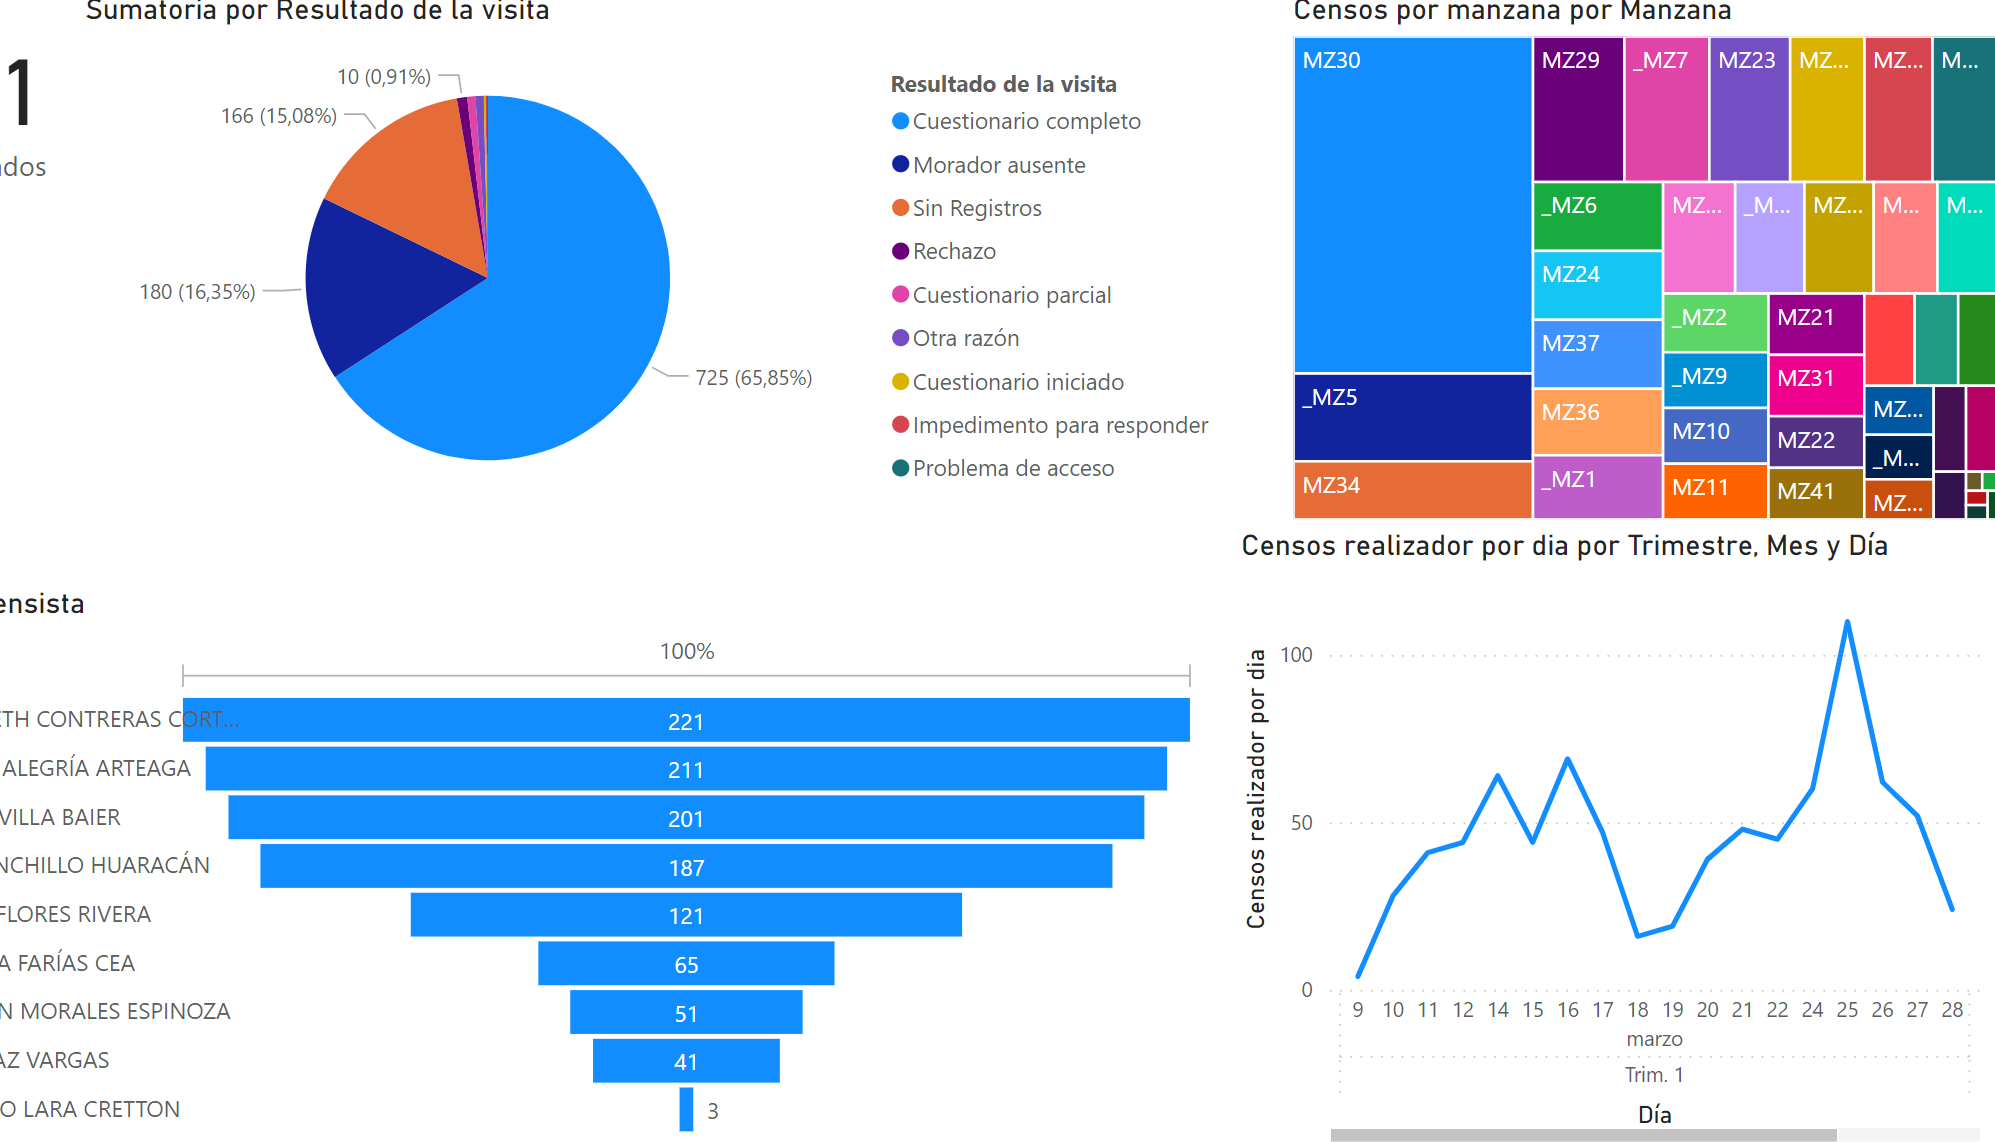 Sumatoria por Resultado de la visita
1
ados
10 (0,91%)
166 (15,08%)
180 (16,35%)
725 (65,85%)
Resultado de la visita
Cuestionario completo
Morador ausente
Sin Registros
Rechazo
Cuestionario parcial
Otra razón
Cuestionario iniciado
Impedimento para responder
Problema de acceso
Censos por manzana por Manzana
MZ30
_MZ5
MZ34
MZ29
_MZ7
MZ23
MZ...
MZ...
M...
_MZ6
MZ24
MZ37
MZ36
_MZ1
MZ...
_M...
MZ...
M...
M...
_MZ2
_MZ9
MZ10
MZ11
MZ21
MZ31
MZ22
MZ41
MZ...
_M...
MZ...
ensista
100%
ETH CONTRERAS CORT...
221
ALEGRÍA ARTEAGA
211
VILLA BAIER
201
NCHILLO HUARACÁN
187
FLORES RIVERA
121
A FARÍAS CEA
65
N MORALES ESPINOZA
51
AZ VARGAS
41
O LARA CRETTON
3
Censos realizador por dia por Trimestre, Mes y Día
Censos realizador por dia
100
50
0
9 10 11 12 14 15 16 17 18 19 20 21 22 24 25 26 27 28
marzo
Trim. 1
Día